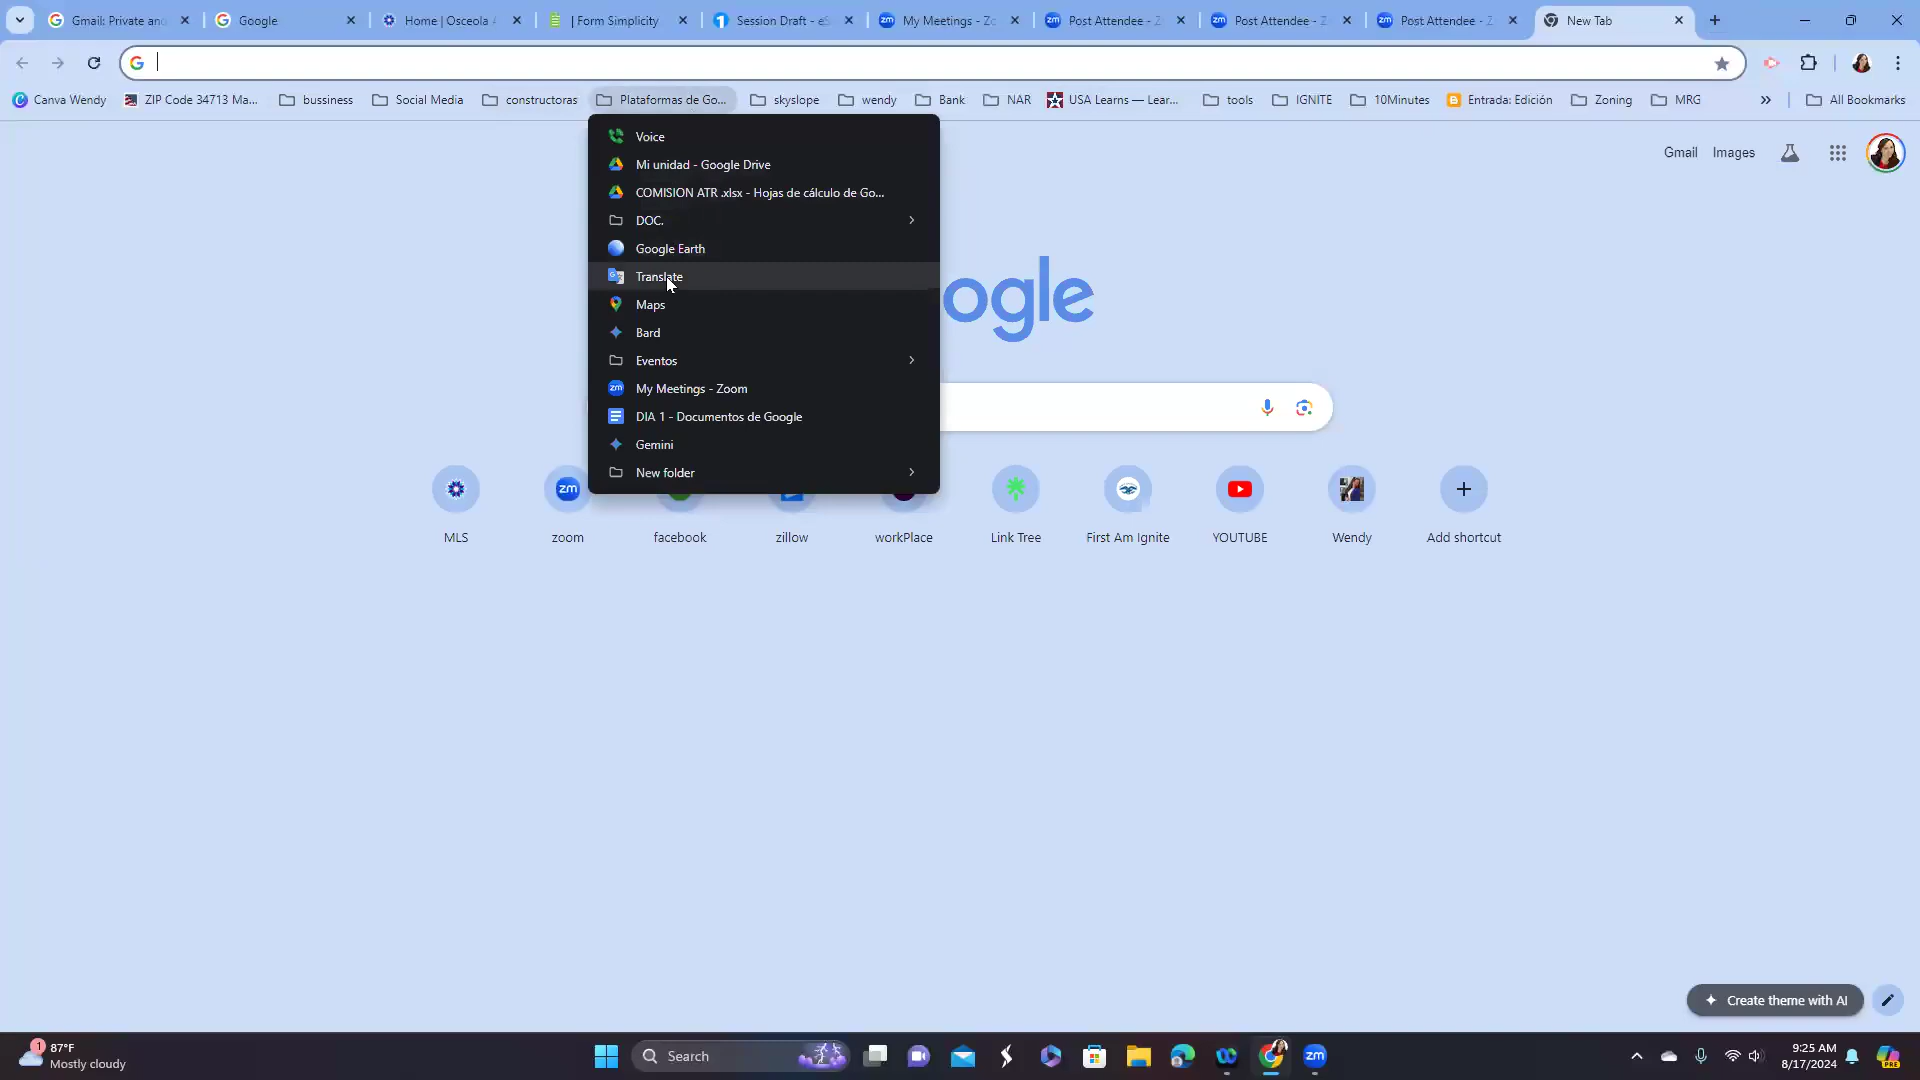 Gmail: Private and
Google
Home | Osceola
| Form Simplicity
Session Draft - eS
My Meetings - Zo
Post Attendee - Z
Post Attendee - Z
Post Attendee - Z
New Tab
Canva Wendy
ZIP Code 34713 Ma...
bussiness
Social Media
constructoras
Plataformas de Go...
skyslope
wendy
Bank
NAR
USA Learns — Lear...
tools
IGNITE
10Minutes
Entrada: Edición
Zoning
MRG
All Bookmarks
Gmail
Images
Voice
Mi unidad - Google Drive
COMISION ATR .xlsx - Hojas de cálculo de Go...
DOC.
Google Earth
Translate
Maps
Bard
Eventos
My Meetings - Zoom
DIA 1 - Documentos de Google
Gemini
New folder
ogle
MLS
zoom
facebook
zillow
workPlace
Link Tree
First Am Ignite
YOUTUBE
Wendy
Add shortcut
Create theme with AI
1
87°F
Mostly cloudy
Search
9:25 AM
8/17/2024